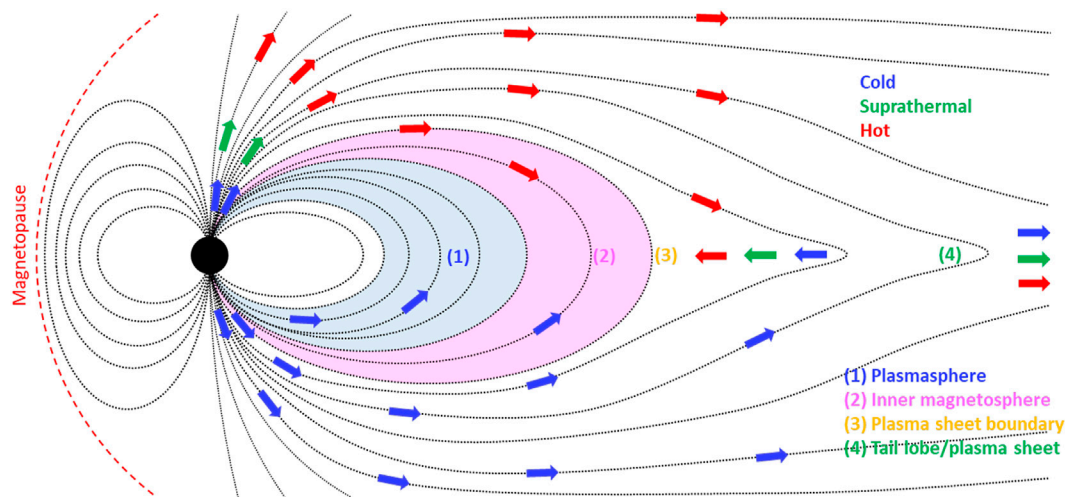 Magnetopause
Cold
Suprathermal
Hot
(1)
(2)
(3)
(4)
(1) Plasmasphere
(2) Inner magnetosphere
(3) Plasma sheet boundary
(4) Tail lobe/plasma sheet